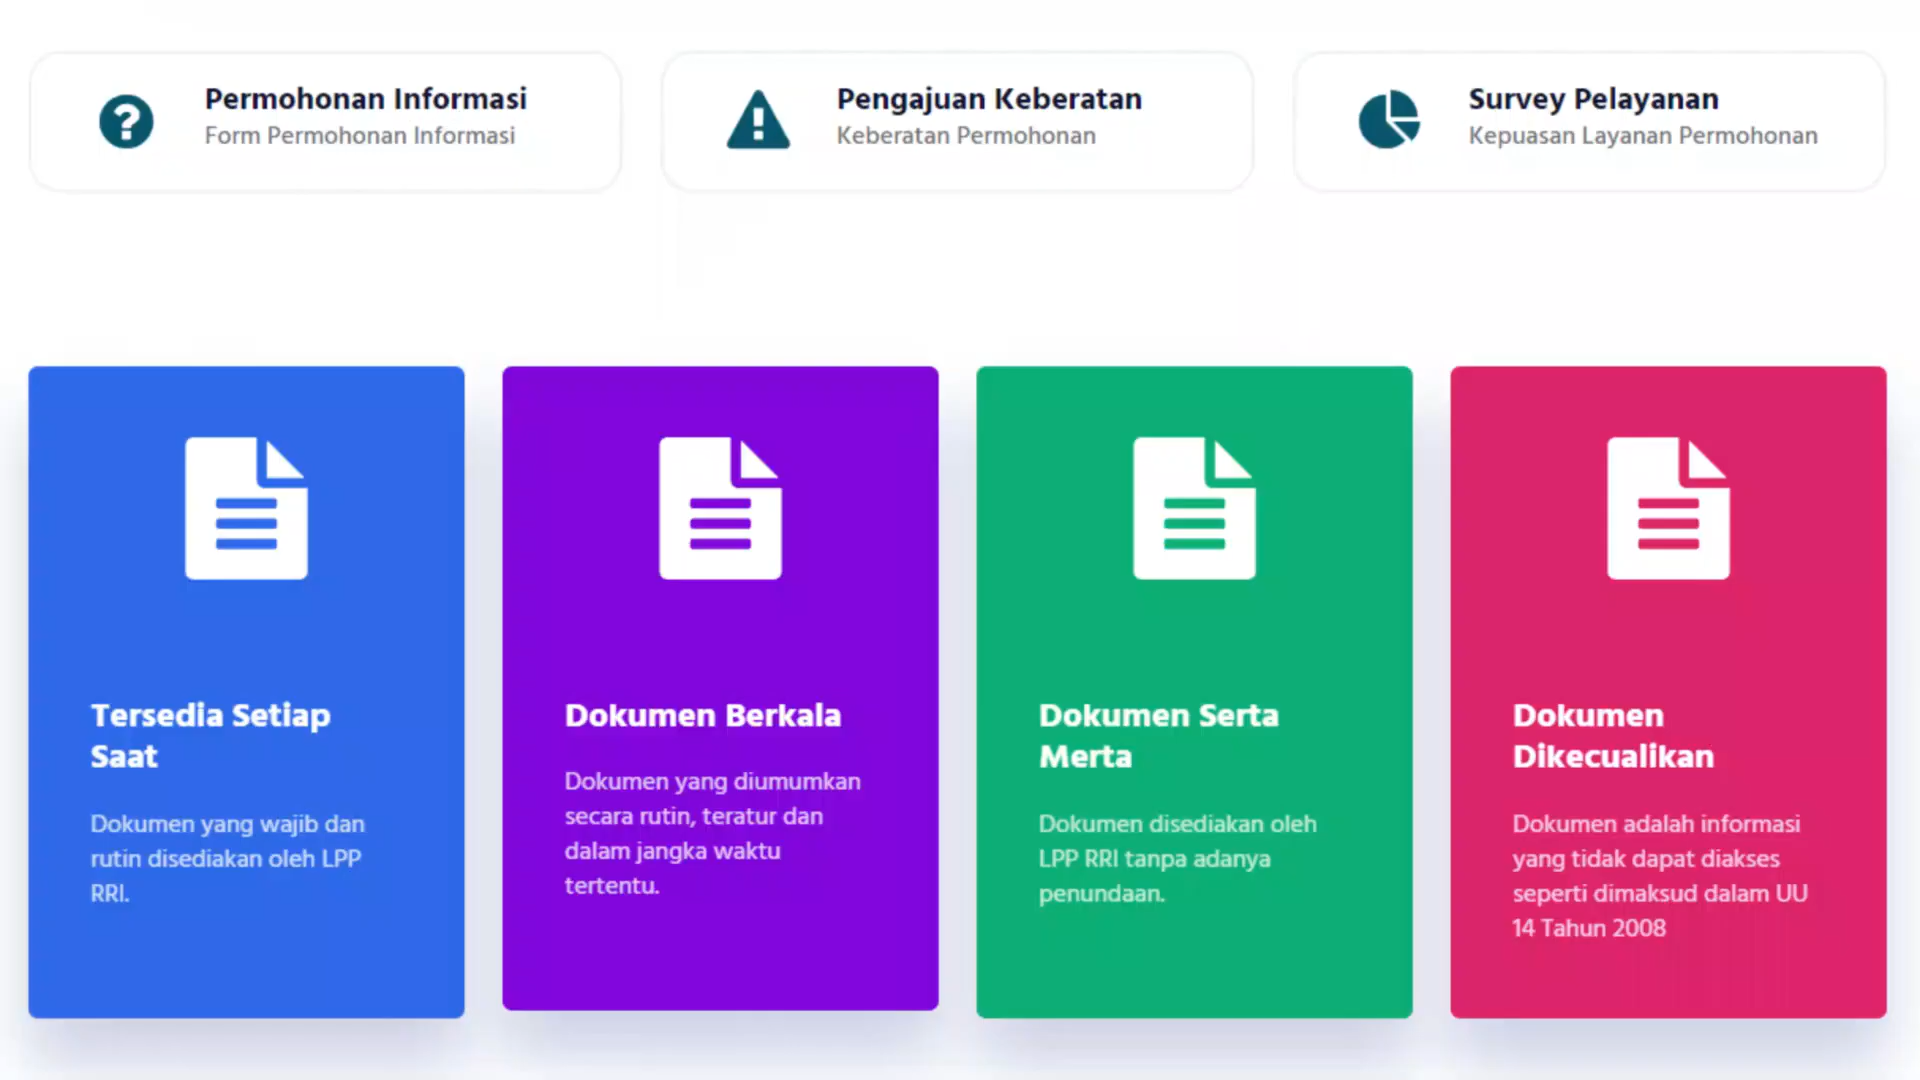 Permohonan Informasi
Form Permohonan Informasi
Pengajuan Keberatan
Keberatan Permohonan
Survey Pelayanan
Kepuasan Layanan Permohonan
Tersedia Setiap
Saat
Dokumen yang wajib dan
rutin disediakan oleh LPP
RRI.
Dokumen Berkala
Dokumen yang diumumkan
secara rutin, teratur dan
dalam jangka waktu
tertentu.
Dokumen Serta
Merta
Dokumen disediakan oleh
LPP RRI tanpa adanya
penundaan.
Dokumen
Dikecualikan
Dokumen adalah informasi
yang tidak dapat diakses
seperti dimaksud dalam UU
14 Tahun 2008